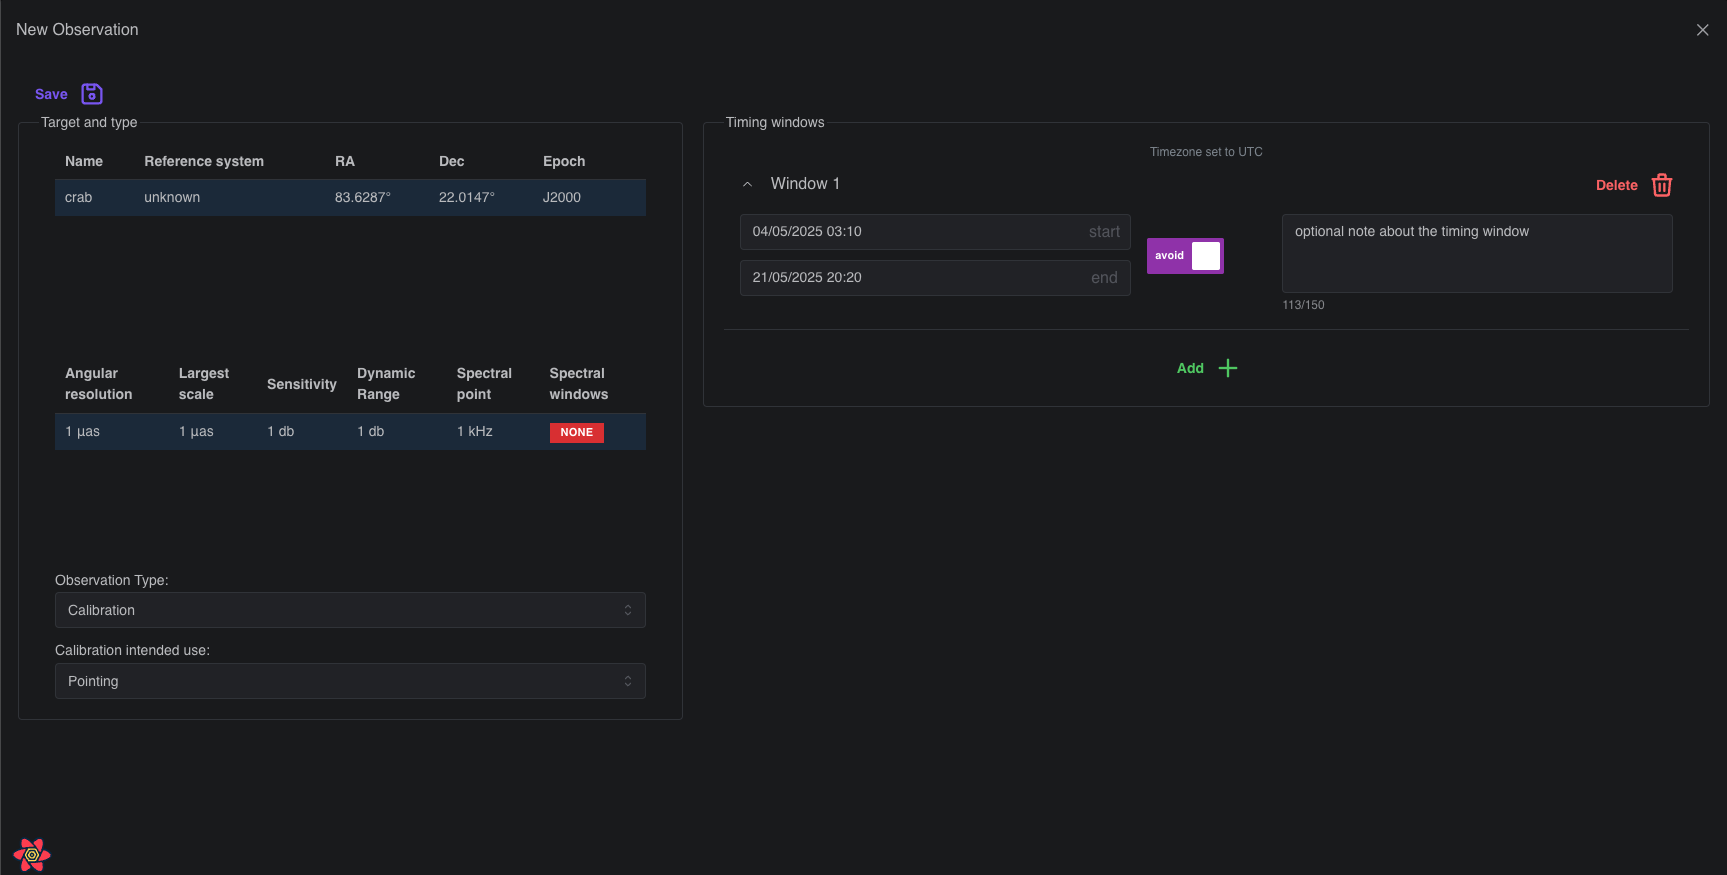 New Observation
Save
Target and type
Name Reference system RA Dec Epoch
crab unknown 83.6287° 22.0147° J2000
Angular resolution Largest scale Sensitivity Dynamic Range Spectral point Spectral windows
1 µas 1 µas 1 db 1 db 1 kHz NONE
Observation Type:
Calibration
Calibration intended use:
Pointing
Timing windows
Timezone set to UTC
Window 1 Delete
04/05/2025 03:10 start
21/05/2025 20:20 end
avoid
optional note about the timing window
113/150
Add